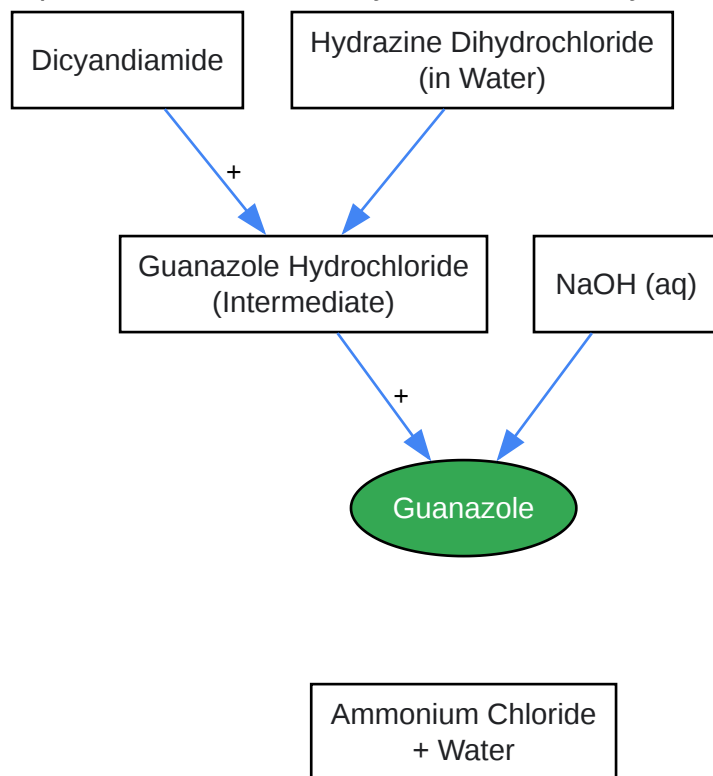 Dicyandiamide
Hydrazine Dihydrochloride
(in Water)
+
Guanazole Hydrochloride
(Intermediate)
NaOH (aq)
+
Guanazole
Ammonium Chloride
+ Water